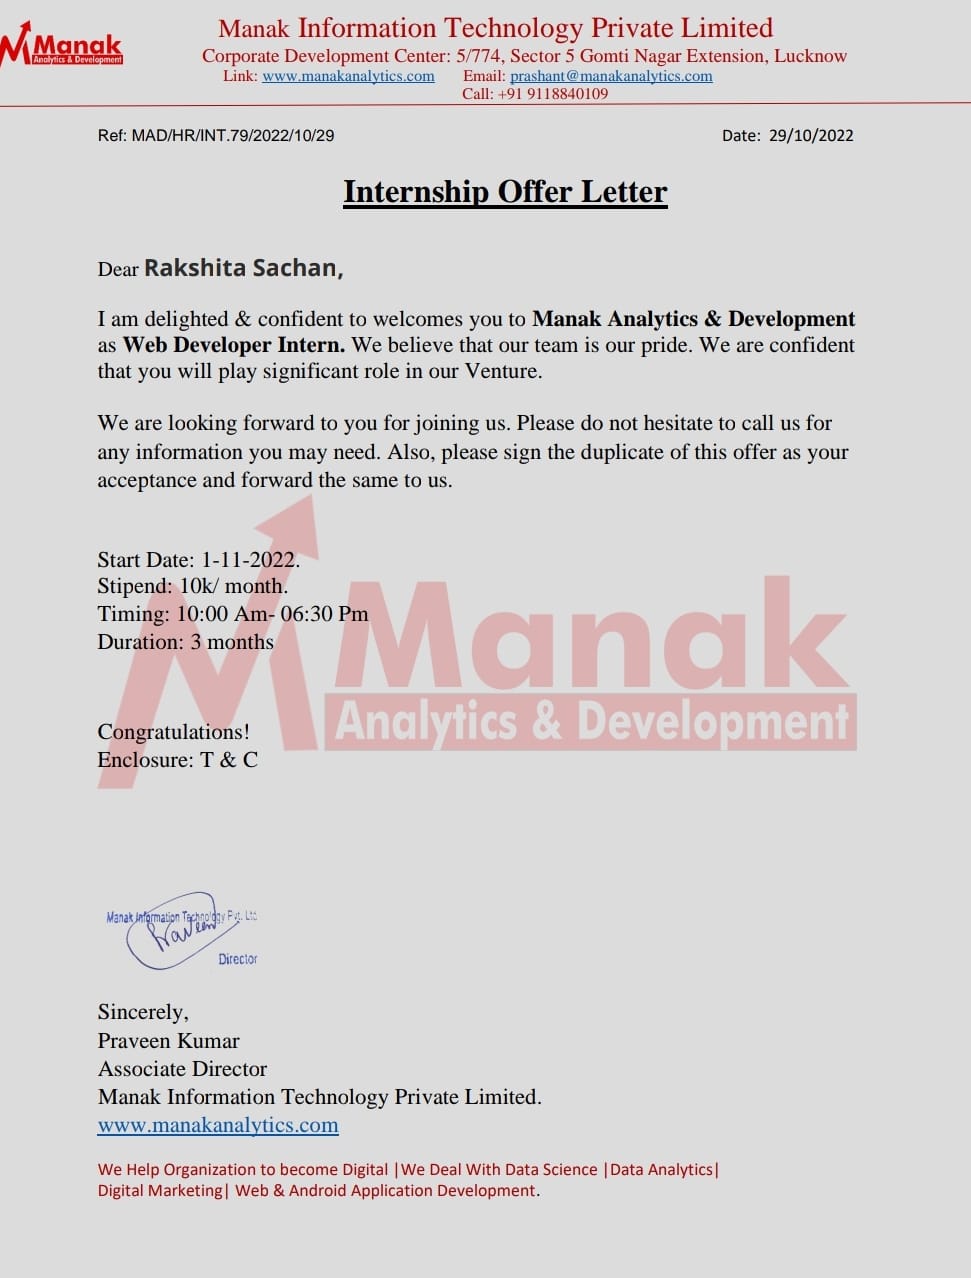 Manak
Analytics & Development
Manak Information Technology Private Limited
Corporate Development Center: 5/774, Sector 5 Gomti Nagar Extension, Lucknow
Link: www.manakanalytics.com Email: prashant@manakanalytics.com
Call: +91 9118840109
Ref: MAD/HR/INT.79/2022/10/29 Date: 29/10/2022
Internship Offer Letter
Dear Rakshita Sachan,
I am delighted & confident to welcomes you to Manak Analytics & Development
as Web Developer Intern. We believe that our team is our pride. We are confident
that you will play significant role in our Venture.
We are looking forward to you for joining us. Please do not hesitate to call us for
any information you may need. Also, please sign the duplicate of this offer as your
acceptance and forward the same to us.
Start Date: 1-11-2022.
Stipend: 10k/ month.
Timing: 10:00 Am- 06:30 Pm
Duration: 3 months
Manak
Analytics & Development
Congratulations!
Enclosure: T & C
Manak Information Technology Pvt. Ltd
Praveen
Director
Sincerely,
Praveen Kumar
Associate Director
Manak Information Technology Private Limited.
www.manakanalytics.com
We Help Organization to become Digital |We Deal With Data Science |Data Analytics|
Digital Marketing| Web & Android Application Development.